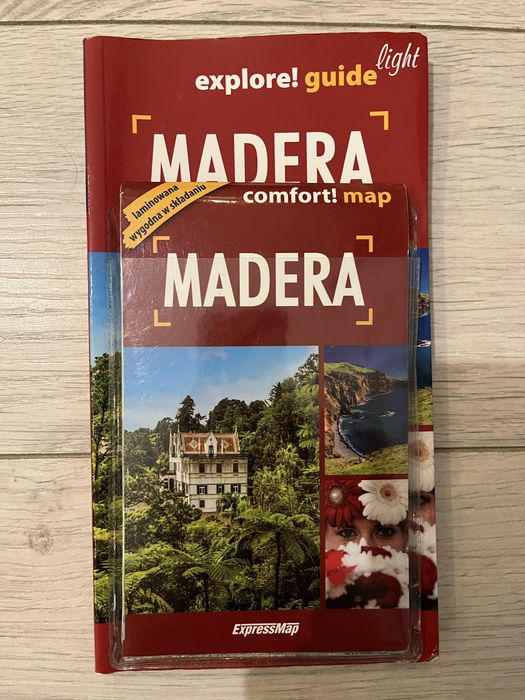 explore! guide light
MADERA
laminowana
wygodna w składaniu
comfort! map
MADERA
ExpressMap